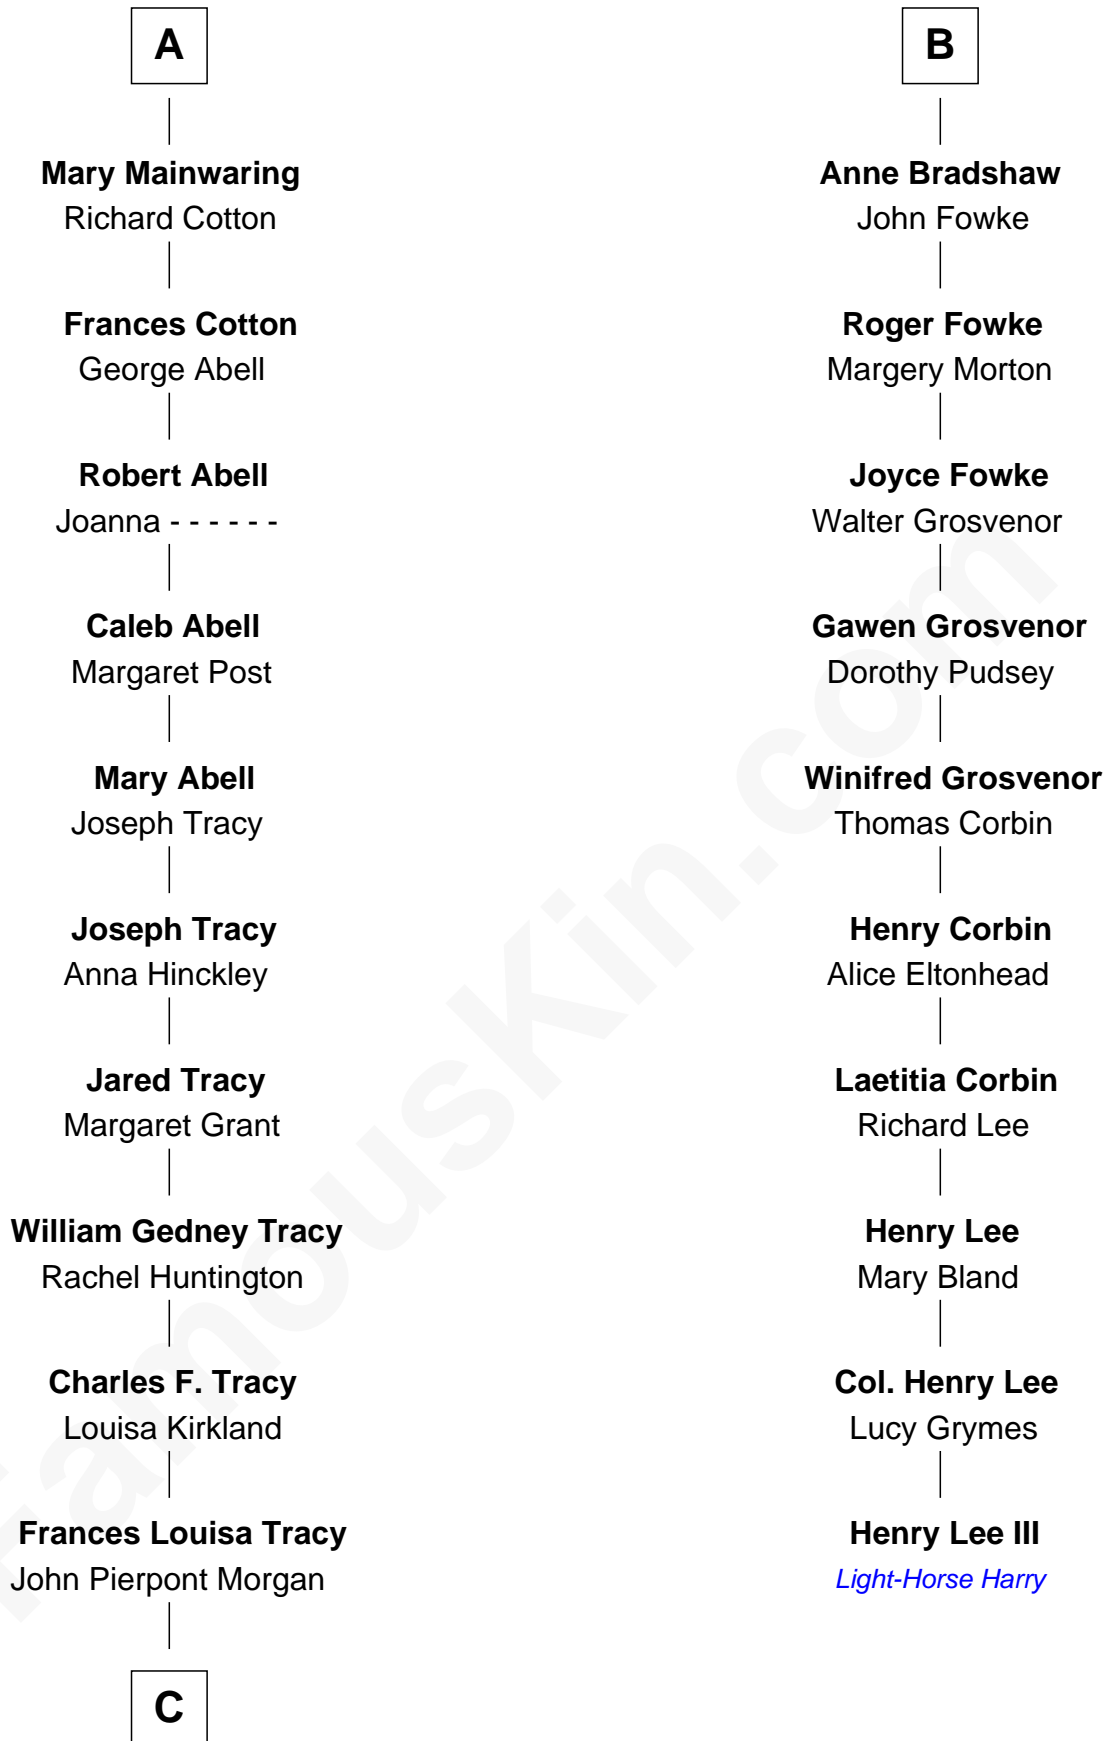 A
Mary Mainwaring
Richard Cotton
Frances Cotton
George Abell
Robert Abell
Joanna - - - - - -
Caleb Abell
Margaret Post
Mary Abell
Joseph Tracy
Joseph Tracy
Anna Hinckley
Jared Tracy
Margaret Grant
William Gedney Tracy
Rachel Huntington
Charles F. Tracy
Louisa Kirkland
Frances Louisa Tracy
John Pierpont Morgan
C
B
Anne Bradshaw
John Fowke
Roger Fowke
Margery Morton
Joyce Fowke
Walter Grosvenor
Gawen Grosvenor
Dorothy Pudsey
Winifred Grosvenor
Thomas Corbin
Henry Corbin
Alice Eltonhead
Laetitia Corbin
Richard Lee
Henry Lee
Mary Bland
Col. Henry Lee
Lucy Grymes
Henry Lee III
Light-Horse Harry
FamousKin.com